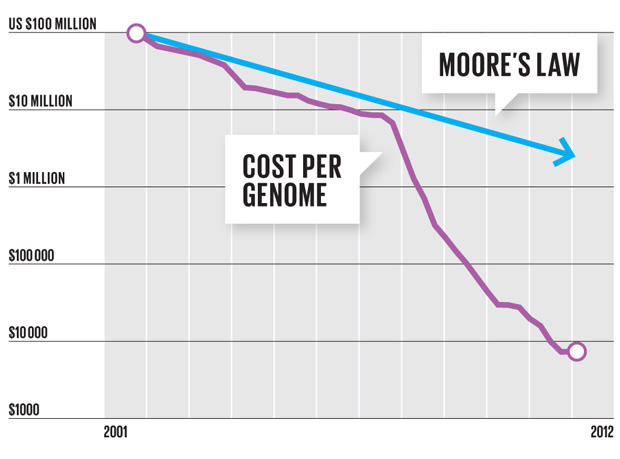 US $100 MILLION
MOORE'S LAW
$10 MILLION
COST PER
GENOME
$1 MILLION
$100 000
$10 000
$1000
2001
2012